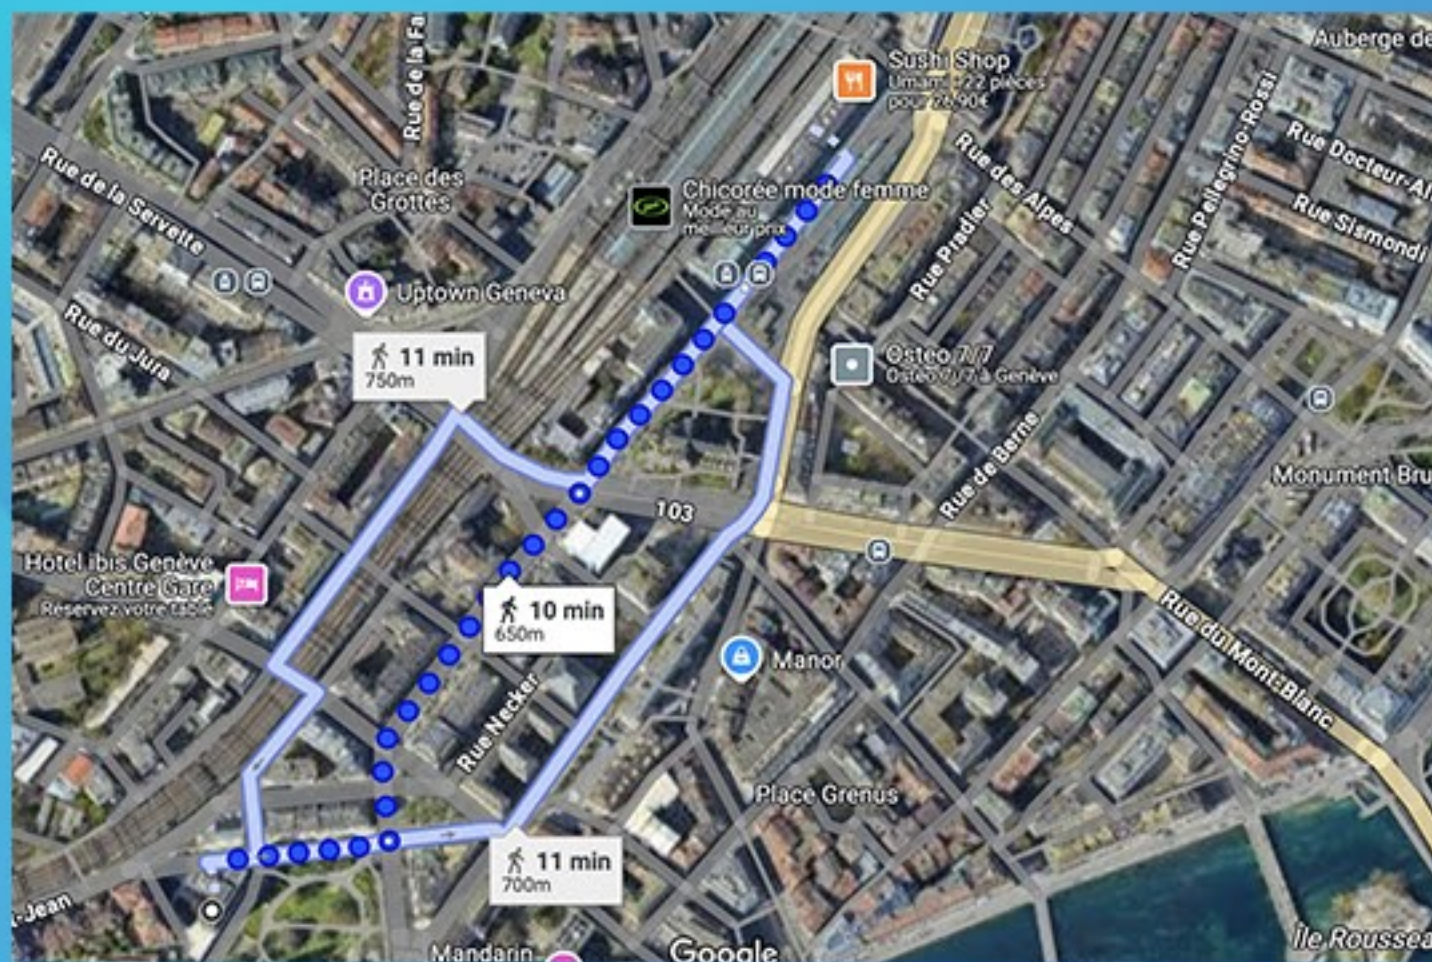 Auberge de
Sushi Shop
Umami : 22 pièces
pour 26,90€
Rue de la Fa
Rue des Alpes
Rue Pellegrino-Rossi
Rue Docteur-Al
Rue Sismondi
Rue de la Servette
Place des
Grottes
Chicorée mode femme
Mode au
meilleur prix
Rue Pradier
Uptown Geneva
Rue du Jura
11 min
750m
Osteo 7/7
Osteo 7/7 à Genève
Rue de Berne
Monument Bru
103
Hotel ibis Genève
Centre Gare
Réservez votre table
10 min
650m
Manor
Rue du Mont-Blanc
Rue Necker
Place Grenus
11 min
700m
t-Jean
Mandarin
Google
Île Roussea